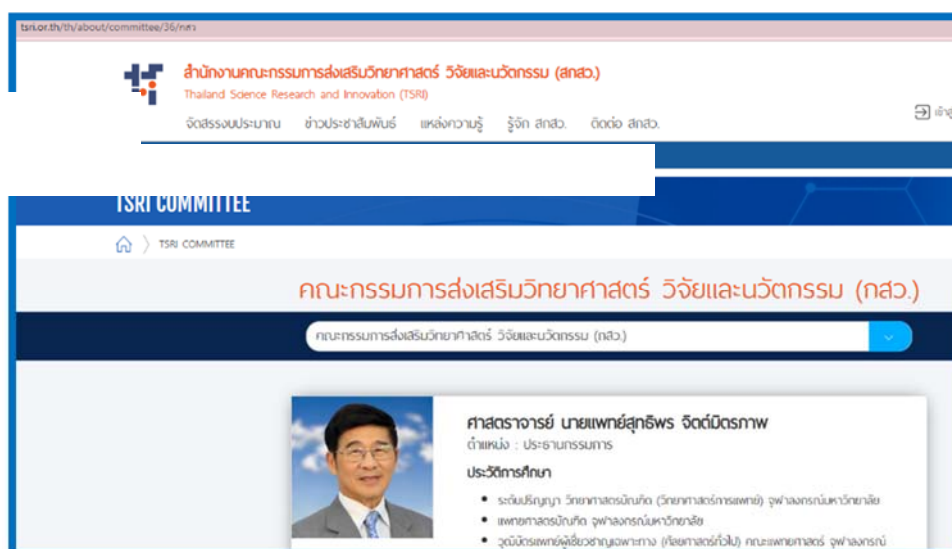 tsri.or.th/th/about/committee/36/กสว
สำนักงานคณะกรรมการส่งเสริมวิทยาศาสตร์ วิจัยและนวัตกรรม (สกสว.)
Thailand Science Research and Innovation (TSRI)
จัดสรรงบประมาณ ข่าวประชาสัมพันธ์ แหล่งความรู้ รู้จัก สกสว. ติดต่อ สกสว.
TSRI COMMITTEE
TSRI COMMITTEE
คณะกรรมการส่งเสริมวิทยาศาสตร์ วิจัยและนวัตกรรม (กสว.)
คณะกรรมการส่งเสริมวิทยาศาสตร์ วิจัยและนวัตกรรม (กสว.)
ศาสตราจารย์ นายแพทย์สุทธิพร จิตต์มิตรภาพ
ตำแหน่ง : ประธานกรรมการ
ประวัติการศึกษา
ระดับปริญญา วิทยาศาสตรบัณฑิต (วิทยาศาสตร์การแพทย์) จุฬาลงกรณ์มหาวิทยาลัย
แพทยศาสตรบัณฑิต จุฬาลงกรณ์มหาวิทยาลัย
วุฒิบัตรแพทย์ผู้เชี่ยวชาญเฉพาะทาง (ศัลยศาสตร์ทั่วไป) คณะแพทยศาสตร์ จุฬาลงกรณ์